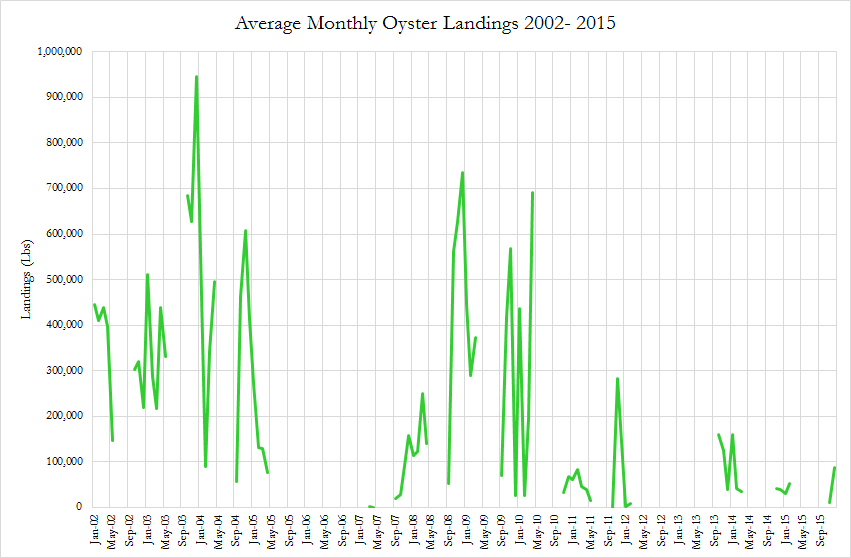 Average Monthly Oyster Landings 2002- 2015
1,000,000
900,000
800,000
700,000
600,000
500,000
400,000
300,000
200,000
100,000
0
Landings (Lbs)
Jan-02
May-02
Sep-02
Jan-03
May-03
Sep-03
Jan-04
May-04
Sep-04
Jan-05
May-05
Sep-05
Jan-06
May-06
Sep-06
Jan-07
May-07
Sep-07
Jan-08
May-08
Sep-08
Jan-09
May-09
Sep-09
Jan-10
May-10
Sep-10
Jan-11
May-11
Sep-11
Jan-12
May-12
Sep-12
Jan-13
May-13
Sep-13
Jan-14
May-14
Sep-14
Jan-15
May-15
Sep-15